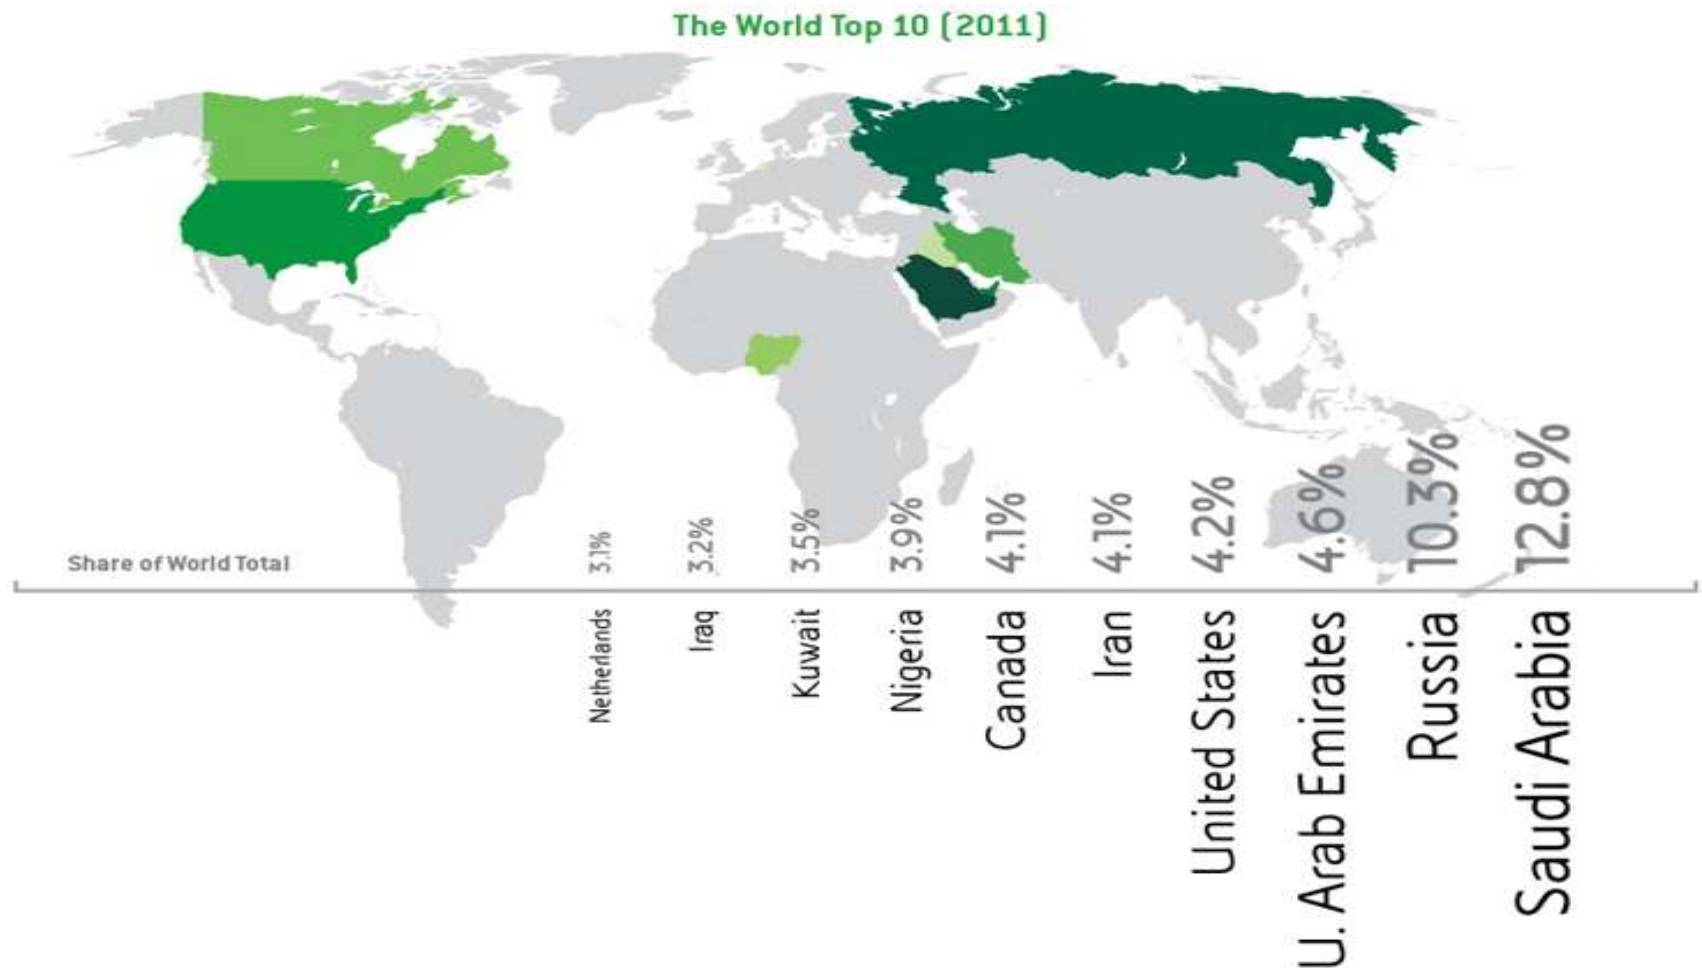 The World Top 10 (2011)
Share of World Total
3.1%
3.2%
3.5%
3.9%
4.1%
4.1%
4.2%
4.6%
10.3%
12.8%
Netherlands
Iraq
Kuwait
Nigeria
Canada
Iran
United States
U. Arab Emirates
Russia
Saudi Arabia